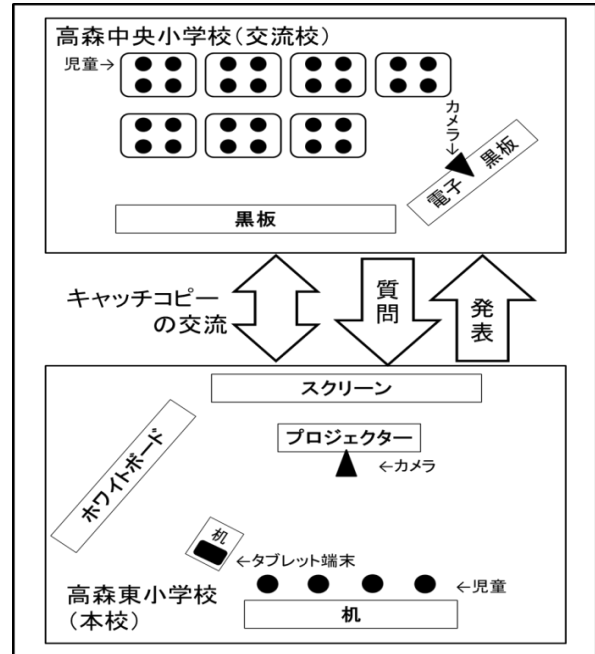 高森中央小学校(交流校)
児童→
カメラ→
電子黒板
黒板
キャッチコピー
の交流
質問
発表
スクリーン
プロジェクター
←カメラ
ホワイトボード
机
←タブレット端末
高森東小学校
(本校)
←児童
机